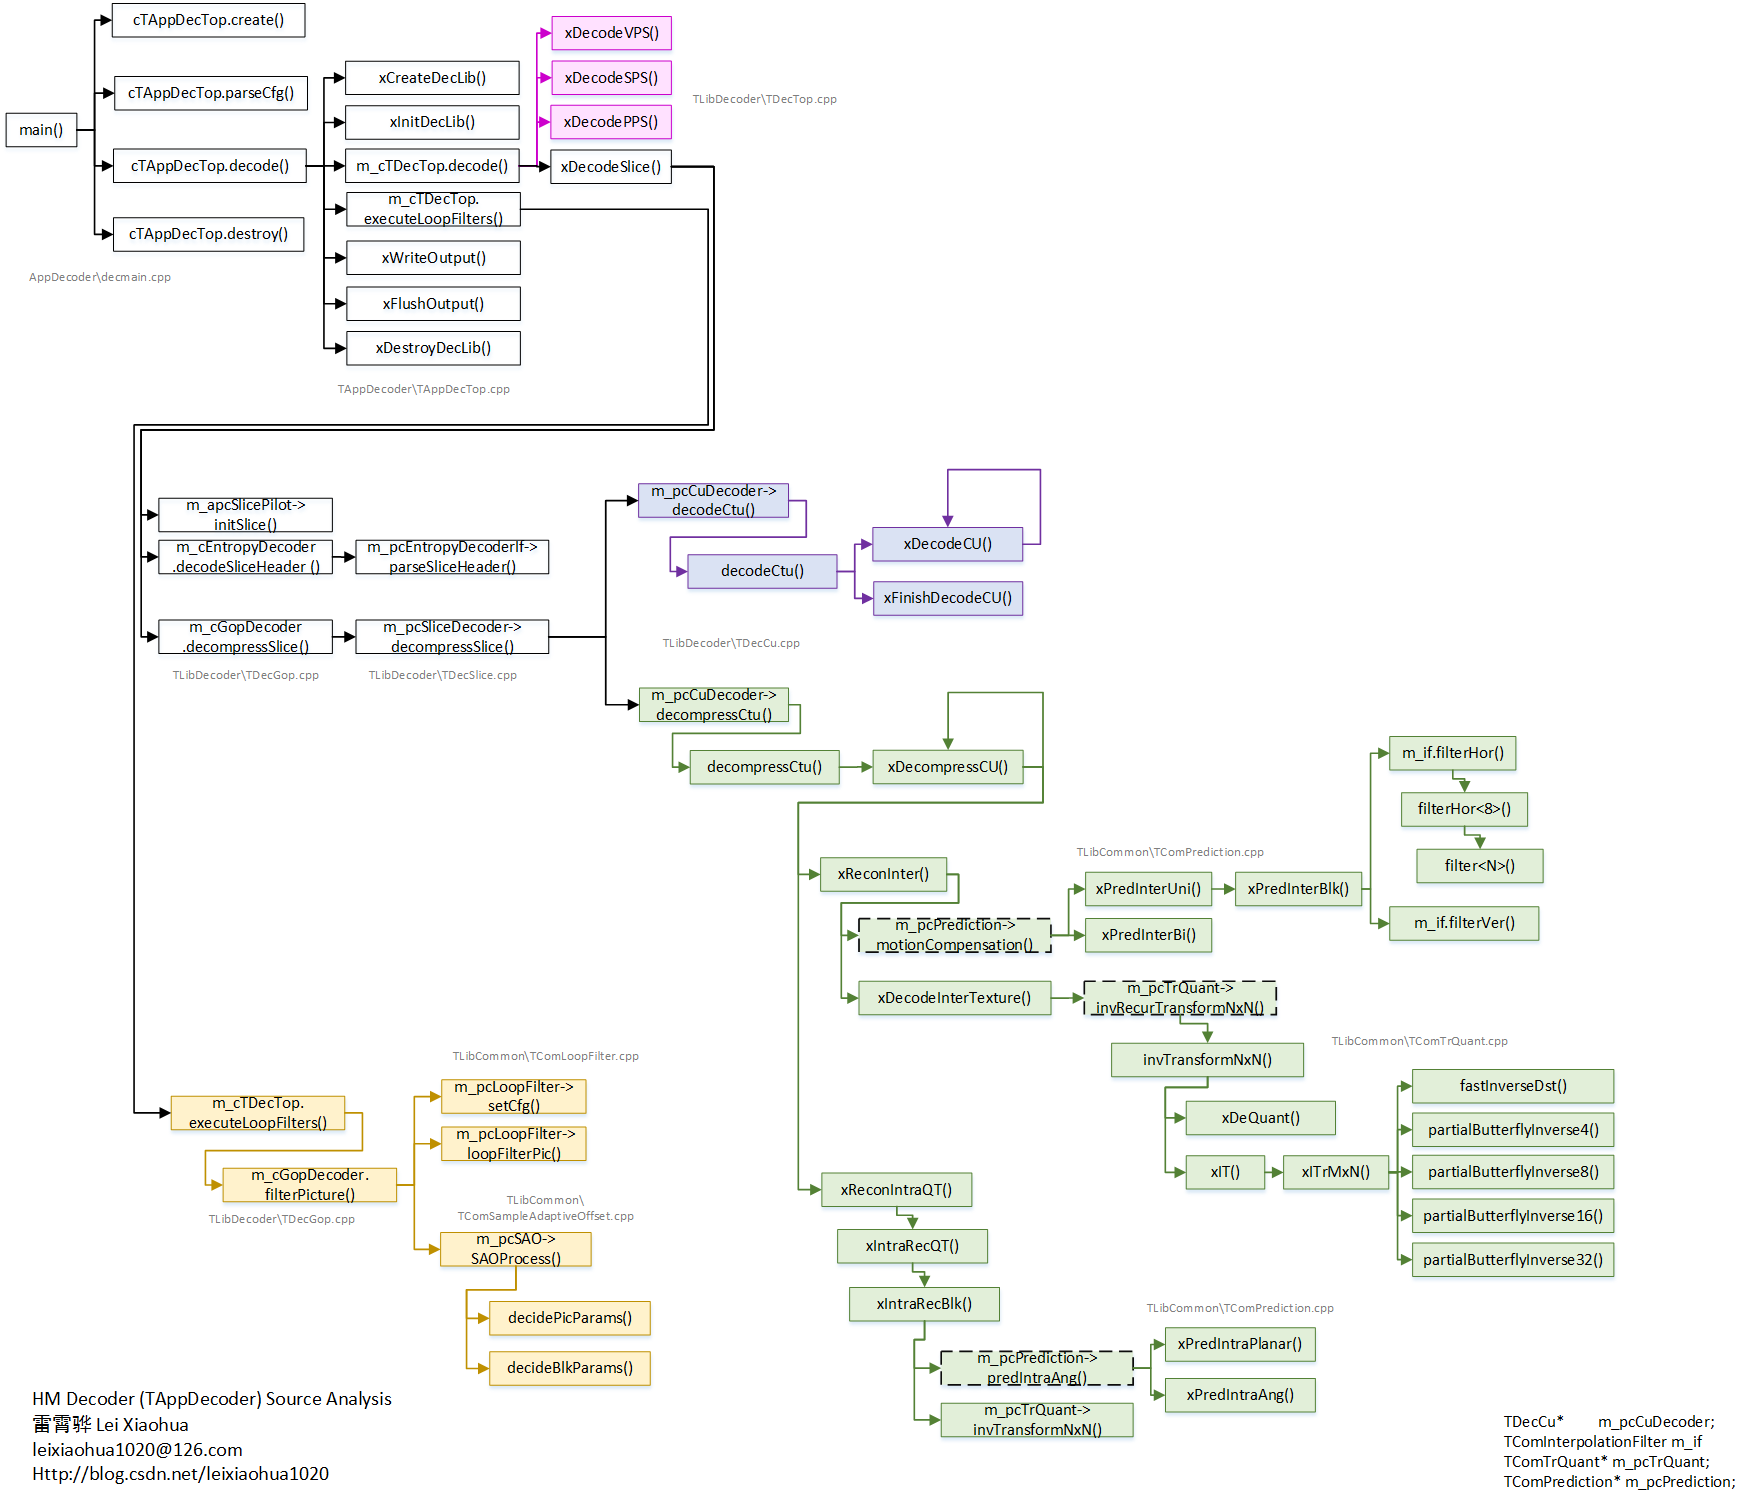 cTAppDecTop.create()
cTAppDecTop.parseCfg()
main()
cTAppDecTop.decode()
cTAppDecTop.destroy()
AppDecoder\decmain.cpp
xCreateDecLib()
xInitDecLib()
m_cTDecTop.decode()
m_cTDecTop.
executeLoopFilters()
xWriteOutput()
xFlushOutput()
xDestroyDecLib()
TAppDecoder\TAppDecTop.cpp
xDecodeVPS()
xDecodeSPS()
xDecodePPS()
xDecodeSlice()
TLibDecoder\TDecTop.cpp
m_apcSlicePilot->
initSlice()
m_cEntropyDecoder
.decodeSliceHeader ()
m_pcEntropyDecoderIf->
parseSliceHeader()
m_cGopDecoder
.decompressSlice()
TLibDecoder\TDecGop.cpp
m_pcSliceDecoder->
decompressSlice()
TLibDecoder\TDecSlice.cpp
m_pcCuDecoder->
decodeCtu()
decodeCtu()
xDecodeCU()
xFinishDecodeCU()
TLibDecoder\TDecCu.cpp
m_pcCuDecoder->
decompressCtu()
decompressCtu()
xDecompressCU()
xReconInter()
m_pcPrediction->
motionCompensation()
TLibCommon\TComPrediction.cpp
xPredInterUni()
xPredInterBi()
xPredInterBlk()
m_if.filterHor()
filterHor<8>()
filter<N>()
m_if.filterVer()
xDecodeInterTexture()
m_pcTrQuant->
invRecurTransformNxN()
invTransformNxN()
TLibCommon\TComTrQuant.cpp
xDeQuant()
xIT()
xITrMxN()
fastInverseDst()
partialButterflyInverse4()
partialButterflyInverse8()
partialButterflyInverse16()
partialButterflyInverse32()
xReconIntraQT()
xIntraRecQT()
xIntraRecBlk()
m_pcPrediction->
predIntraAng()
m_pcTrQuant->
invTransformNxN()
TLibCommon\TComPrediction.cpp
xPredIntraPlanar()
xPredIntraAng()
m_cTDecTop.
executeLoopFilters()
m_cGopDecoder.
filterPicture()
TLibDecoder\TDecGop.cpp
TLibCommon\TComLoopFilter.cpp
m_pcLoopFilter->
setCfg()
m_pcLoopFilter->
loopFilterPic()
TLibCommon\
TComSampleAdaptiveOffset.cpp
m_pcSAO->
SAOProcess()
decidePicParams()
decideBlkParams()
HM Decoder (TAppDecoder) Source Analysis
雷霄骅 Lei Xiaohua
leixiaohua1020@126.com
Http://blog.csdn.net/leixiaohua1020
TDecCu* m_pcCuDecoder;
TComInterpolationFilter m_if
TComTrQuant* m_pcTrQuant;
TComPrediction* m_pcPrediction;